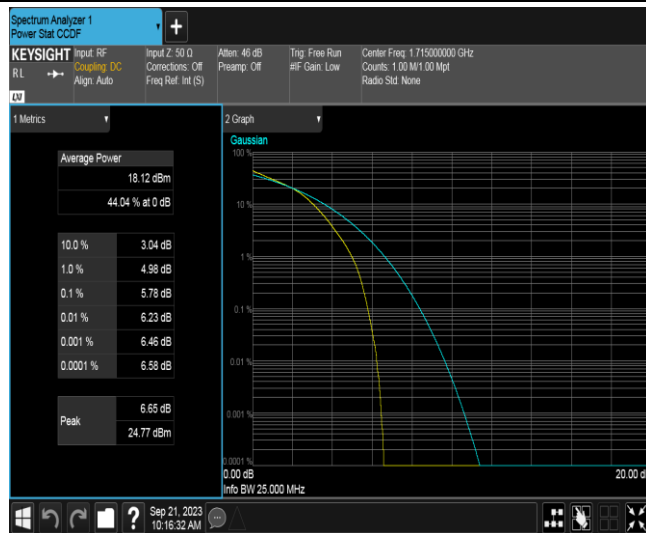 Spectrum Analyzer 1
Power Stat CCDF
KEYSIGHT
RL
Input: RF
Coupling: DC
Align: Auto
Input Z: 50 Ω
Corrections: Off
Freq Ref: Int (S)
Atten: 46 dB
Preamp: Off
Trig: Free Run
#IF Gain: Low
Center Freq: 1.715000000 GHz
Counts: 1.00 M/1.00 Mpt
Radio Std: None
1 Metrics
Average Power
18.12 dBm
44.04 % at 0 dB
10.0 % 3.04 dB
1.0 % 4.98 dB
0.1 % 5.78 dB
0.01 % 6.23 dB
0.001 % 6.46 dB
0.0001 % 6.58 dB
Peak 6.65 dB
24.77 dBm
2 Graph
Gaussian
100 %
10 %
1 %
0.1 %
0.01 %
0.001 %
0.0001 %
0.00 dB 20.00 d
Info BW 25.000 MHz
Sep 21, 2023
10:16:32 AM